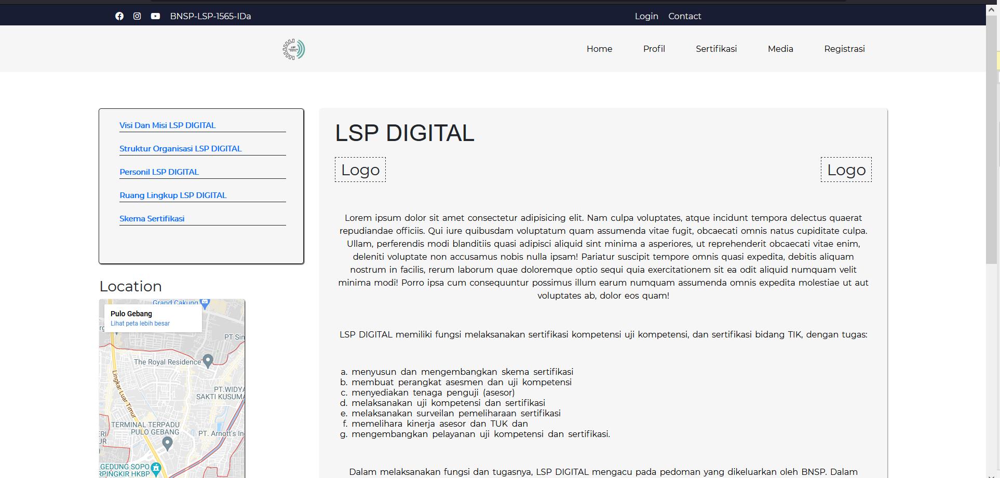 BNSP-LSP-1565-IDa
Login Contact
LSP
Home Profil Sertifikasi Media Registrasi
Visi Dan Misi LSP DIGITAL
Struktur Organisasi LSP DIGITAL
Personil LSP DIGITAL
Ruang Lingkup LSP DIGITAL
Skema Sertifikasi
Location
Grand Cakung
Pulo Gebang
Lihat peta lebih besar
PT Sin
The Royal Residence
Lingkar Luar Timur
PT.WIDYA
SAKTI KUSUMA
TERMINAL TERPADU
PULO GEBANG
PT. Arnott's In
GEDUNG SOPO
RPINGKIR HKBP
LSP DIGITAL
Logo
Logo
Lorem ipsum dolor sit amet consectetur adipisicing elit. Nam culpa voluptates, atque incidunt tempora delectus quaerat
repudiandae officiis. Qui iure quibusdam voluptatum quam assumenda vitae fugit, obcaecati omnis natus cupiditate culpa.
Ullam, perferendis modi blanditiis quasi adipisci aliquid sint minima a asperiores, ut reprehenderit obcaecati vitae enim,
deleniti voluptate non accusamus nobis nulla ipsam! Pariatur suscipit tempore omnis quasi expedita, debitis aliquam
nostrum in facilis, rerum laborum quae doloremque optio sequi quia exercitationem sit ea odit aliquid numquam velit
minima modi! Porro ipsa cum consequuntur possimus illum earum numquam assumenda omnis expedita molestiae ut aut
voluptates ab, dolor eos quam!
LSP DIGITAL memiliki fungsi melaksanakan sertifikasi kompetensi uji kompetensi, dan sertifikasi bidang TIK, dengan tugas:
a. menyusun dan mengembangkan skema sertifikasi
b. membuat perangkat asesmen dan uji kompetensi
c. menyediakan tenaga penguji (asesor)
d. melaksanakan uji kompetensi dan sertifikasi
e. melaksanakan surveilan pemeliharaan sertifikasi
f. memelihara kinerja asesor dan TUK dan
g. mengembangkan pelayanan uji kompetensi dan sertifikasi.
Dalam melaksanakan fungsi dan tugasnya, LSP DIGITAL mengacu pada pedoman yang dikeluarkan oleh BNSP. Dalam